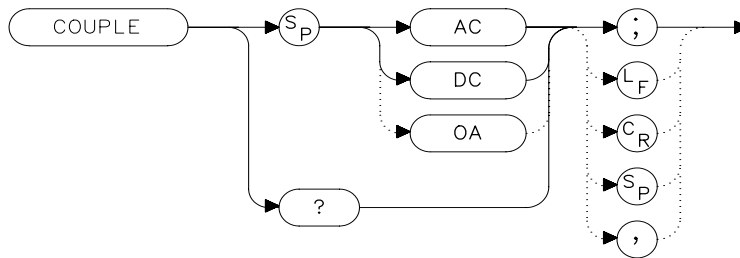 COUPLE SP AC ;
DC LF
OA CR
SP
? ,